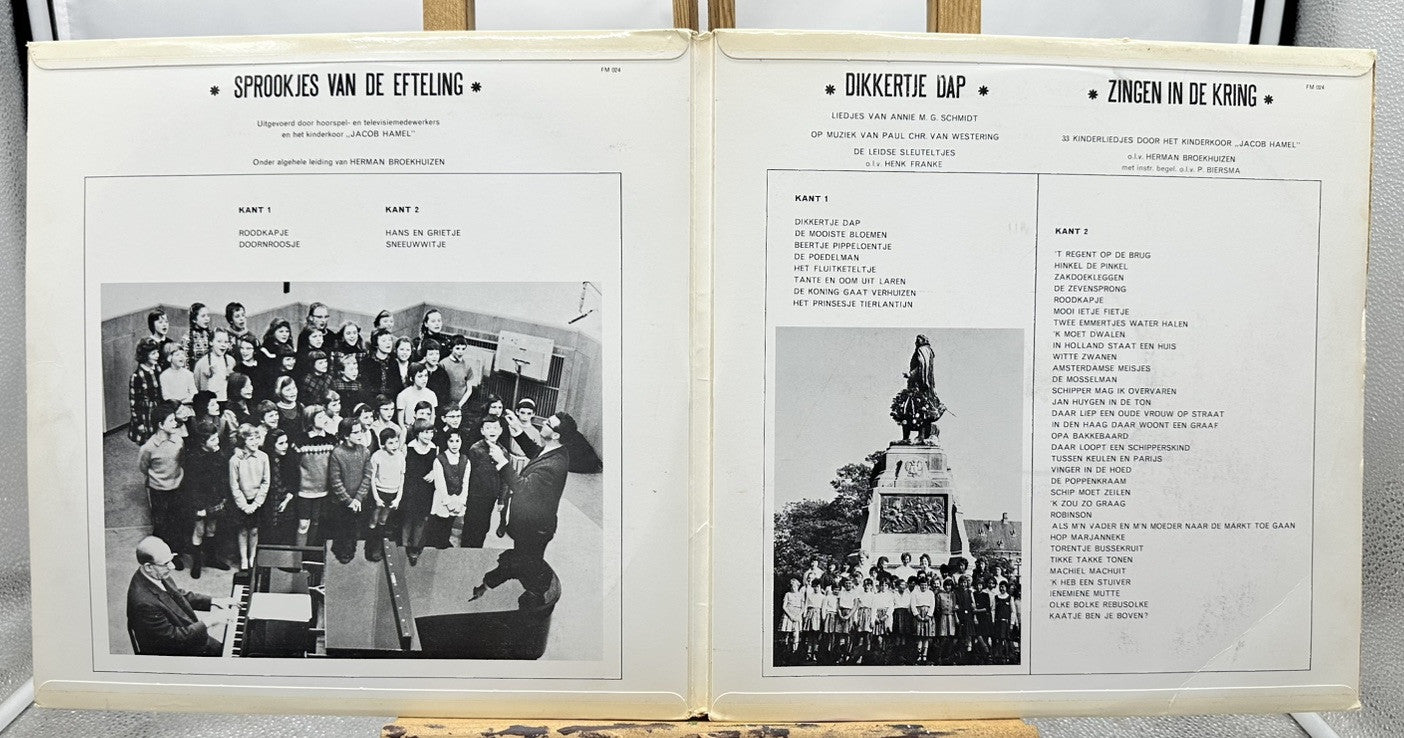 * SPROOKJES VAN DE EFTELING *
FM 024
Uitgevoerd door hoorspel- en televisiemedewerkers
en het kinderkoor „JACOB HAMEL"
Onder algehele leiding van HERMAN BROEKHUIZEN
KANT 1
ROODKAPJE
DOORNROOSJE
KANT 2
HANS EN GRIETJE
SNEEUWWITJE
* DIKKERTJE DAP *
LIEDJES VAN ANNIE M. G. SCHMIDT
OP MUZIEK VAN PAUL CHR. VAN WESTERING
DE LEIDSE SLEUTELTJES
o.l.v. HENK FRANKE
KANT 1
DIKKERTJE DAP
DE MOOISTE BLOEMEN
BEERTJE PIPPELOENTJE
DE POEDELMAN
HET FLUITKETELTJE
TANTE EN OOM UIT LAREN
DE KONING GAAT VERHUIZEN
HET PRINSESJE TIERLANTIJN
* ZINGEN IN DE KRING *
FM 024
33 KINDERLIEDJES DOOR HET KINDERKOOR „JACOB HAMEL"
o.l.v. HERMAN BROEKHUIZEN
met instr. begel. o.l.v. P. BIERSMA
KANT 2
'T REGENT OP DE BRUG
HINKEL DE PINKEL
ZAKDOEKLEGGEN
DE ZEVENSPRONG
ROODKAPJE
MOOI IETJE FIETJE
TWEE EMMERTJES WATER HALEN
'K MOET DWALEN
IN HOLLAND STAAT EEN HUIS
WITTE ZWANEN
AMSTERDAMSE MEISJES
DE MOSSELMAN
SCHIPPER MAG IK OVERVAREN
JAN HUYGEN IN DE TON
DAAR LIEP EEN OUDE VROUW OP STRAAT
IN DEN HAAG DAAR WOONT EEN GRAAF
OPA BAKKEBAARD
DAAR LOOPT EEN SCHIPPERSKIND
TUSSEN KEULEN EN PARIJS
VINGER IN DE HOED
DE POPPENKRAAM
SCHIP MOET ZEILEN
'K ZOU ZO GRAAG
ROBINSON
ALS M'N VADER EN M'N MOEDER NAAR DE MARKT TOE GAAN
HOP MARJANNEKE
TORENTJE BUSSEKRUIT
TIKKE TAKKE TONEN
MACHIEL MACHUIT
'K HEB EEN STUIVER
IENEMIENE MUTTE
OLKE BOLKE REBUSOLKE
KAATJE BEN JE BOVEN?